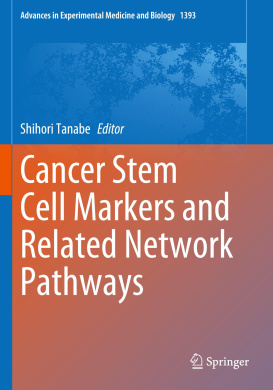 Advances in Experimental Medicine and Biology 1393
Shihori Tanabe Editor
Cancer Stem
Cell Markers and
Related Network
Pathways
Springer